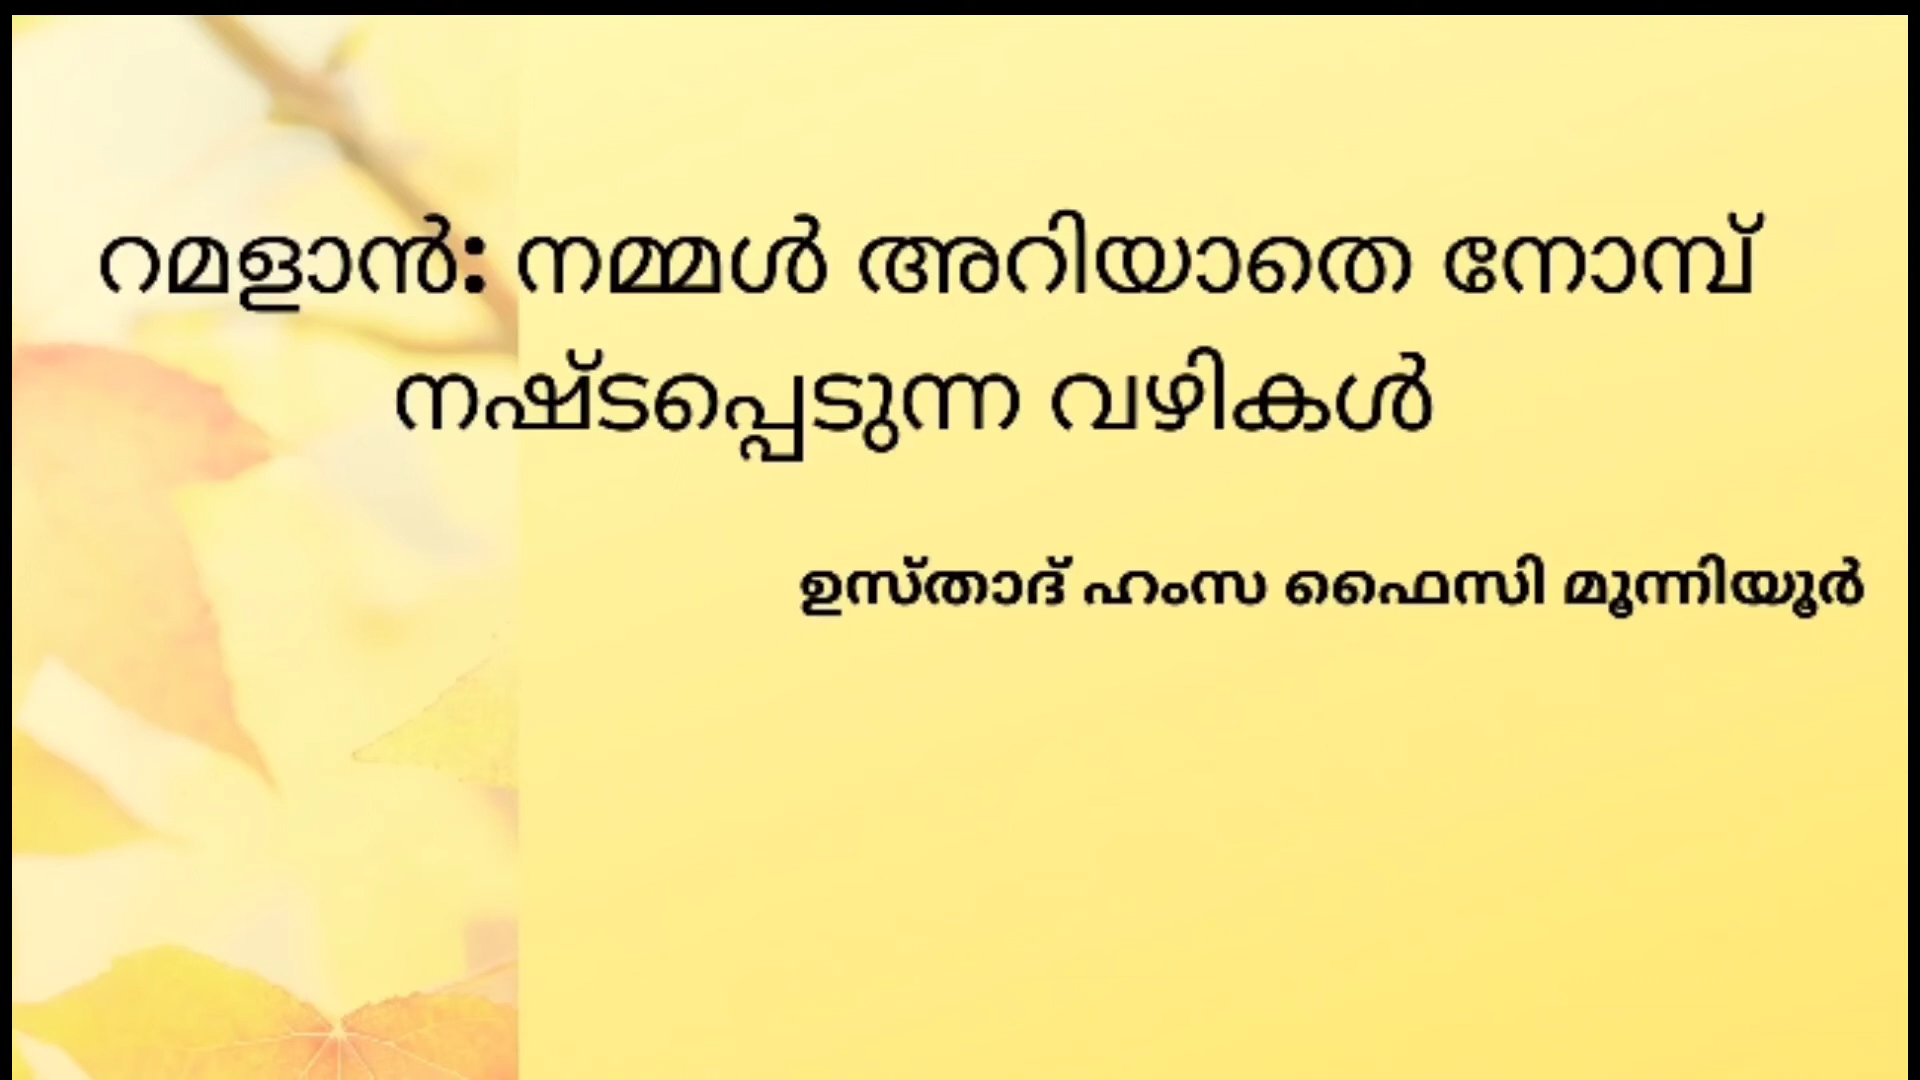 റമളാൻ: നമ്മൾ അറിയാതെ നോമ്പ്
നഷ്ടപ്പെടുന്ന വഴികൾ
ഉസ്താദ് ഹംസ ഫൈസി മൂന്നിയൂർ